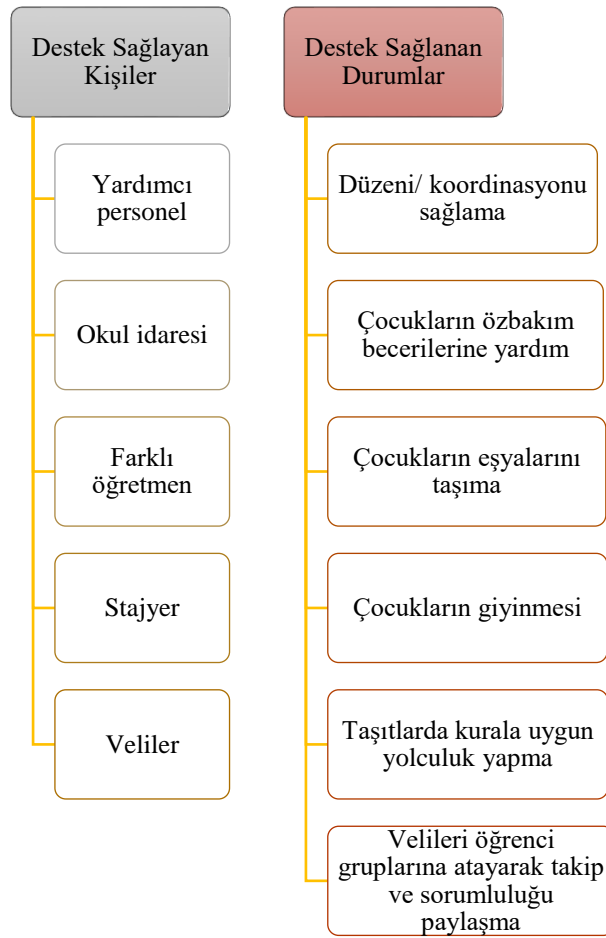 Destek Sağlayan
Kişiler
Yardımcı
personel
Okul idaresi
Farklı
öğretmen
Stajyer
Veliler
Destek Sağlanan
Durumlar
Düzeni/ koordinasyonu
sağlama
Çocukların özbakım
becerilerine yardım
Çocukların eşyalarını
taşıma
Çocukların giyinmesi
Taşıtlarda kurala uygun
yolculuk yapma
Velileri öğrenci
gruplarına atayarak takip
ve sorumluluğu
paylaşma